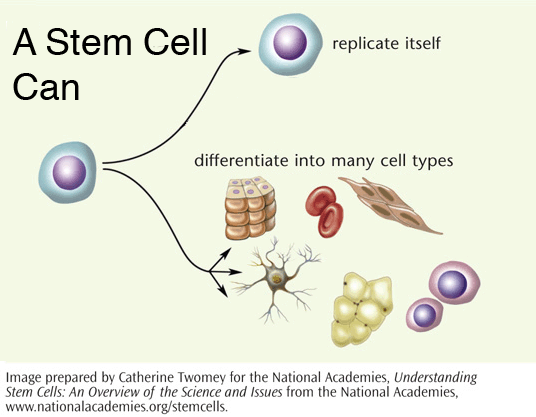 A Stem Cell
Can
replicate itself
differentiate into many cell types
Image prepared by Catherine Twomey for the National Academies, Understanding
Stem Cells: An Overview of the Science and Issues from the National Academies,
www.nationalacademies.org/stemcells.